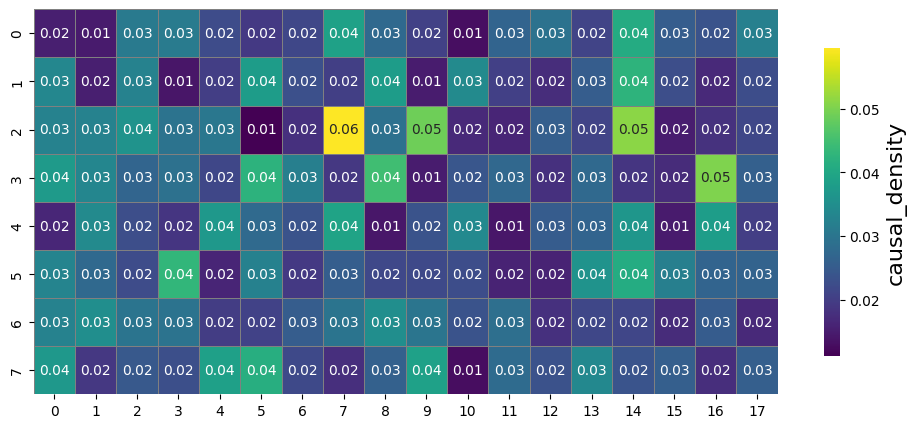 0 0.02 0.01 0.03 0.03 0.02 0.02 0.02 0.04 0.03 0.02 0.01 0.03 0.03 0.02 0.04 0.03 0.02 0.03
1 0.03 0.02 0.03 0.01 0.02 0.04 0.02 0.02 0.04 0.01 0.03 0.02 0.02 0.03 0.04 0.02 0.02 0.02
0.05
2 0.03 0.03 0.04 0.03 0.03 0.01 0.02 0.06 0.03 0.05 0.02 0.02 0.03 0.02 0.05 0.02 0.02 0.02
0.04
3 0.04 0.03 0.03 0.03 0.02 0.04 0.03 0.02 0.04 0.01 0.02 0.03 0.02 0.03 0.02 0.02 0.05 0.03
causal_density
4 0.02 0.03 0.02 0.02 0.04 0.03 0.02 0.04 0.01 0.02 0.03 0.01 0.03 0.03 0.04 0.01 0.04 0.02
0.03
5 0.03 0.03 0.02 0.04 0.02 0.03 0.02 0.03 0.02 0.02 0.02 0.02 0.02 0.04 0.04 0.03 0.03 0.03
0.02
6 0.03 0.03 0.03 0.03 0.02 0.02 0.03 0.03 0.03 0.03 0.02 0.03 0.02 0.02 0.02 0.02 0.03 0.02
7 0.04 0.02 0.02 0.02 0.04 0.04 0.02 0.02 0.03 0.04 0.01 0.03 0.02 0.03 0.02 0.03 0.02 0.03
0 1 2 3 4 5 6 7 8 9 10 11 12 13 14 15 16 17